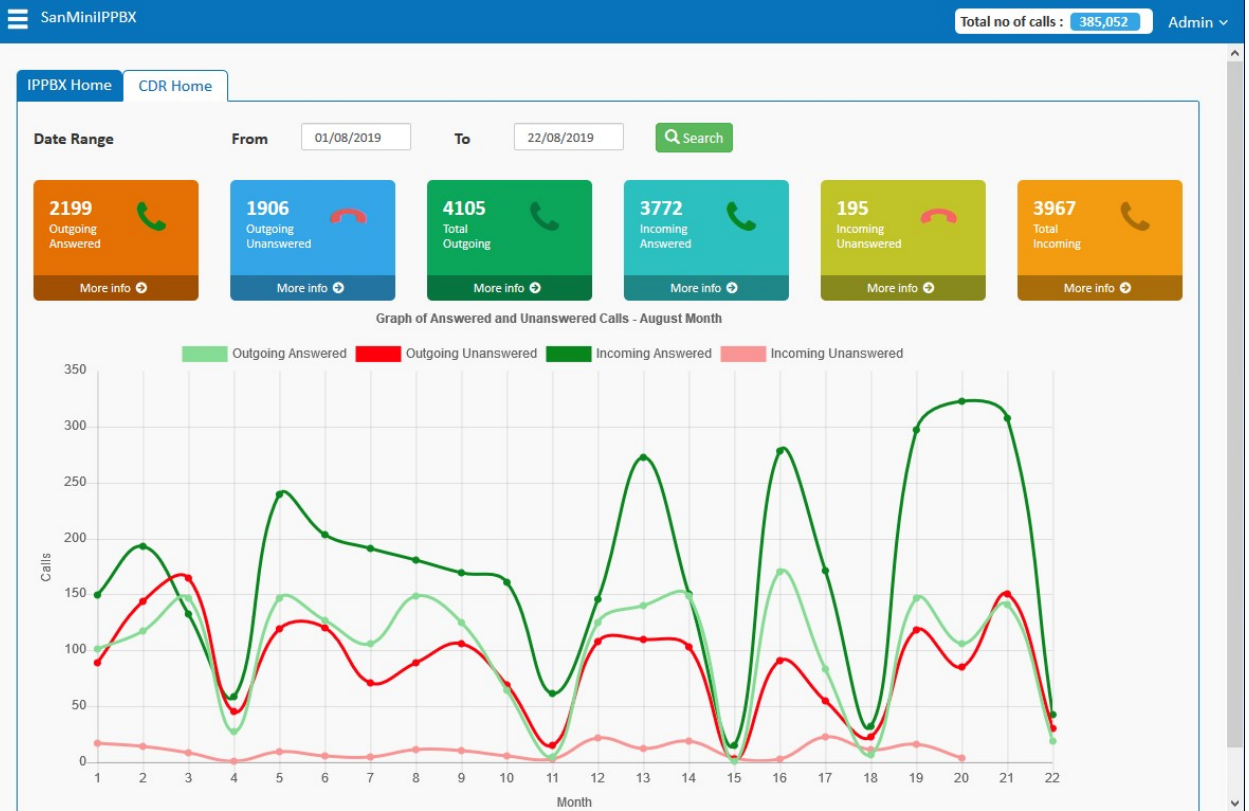 SanMiniIPPBX
Total no of calls : 385,052
Admin
IPPBX Home
CDR Home
Date Range
From
01/08/2019
To
22/08/2019
Search
2199
Outgoing
Answered
More info
1906
Outgoing
Unanswered
More info
4105
Total
Outgoing
More info
3772
Incoming
Answered
More info
195
Incoming
Unanswered
More info
3967
Total
Incoming
More info
Graph of Answered and Unanswered Calls - August Month
Outgoing Answered
Outgoing Unanswered
Incoming Answered
Incoming Unanswered
Calls
350
300
250
200
150
100
50
0
1 2 3 4 5 6 7 8 9 10 11 12 13 14 15 16 17 18 19 20 21 22
Month